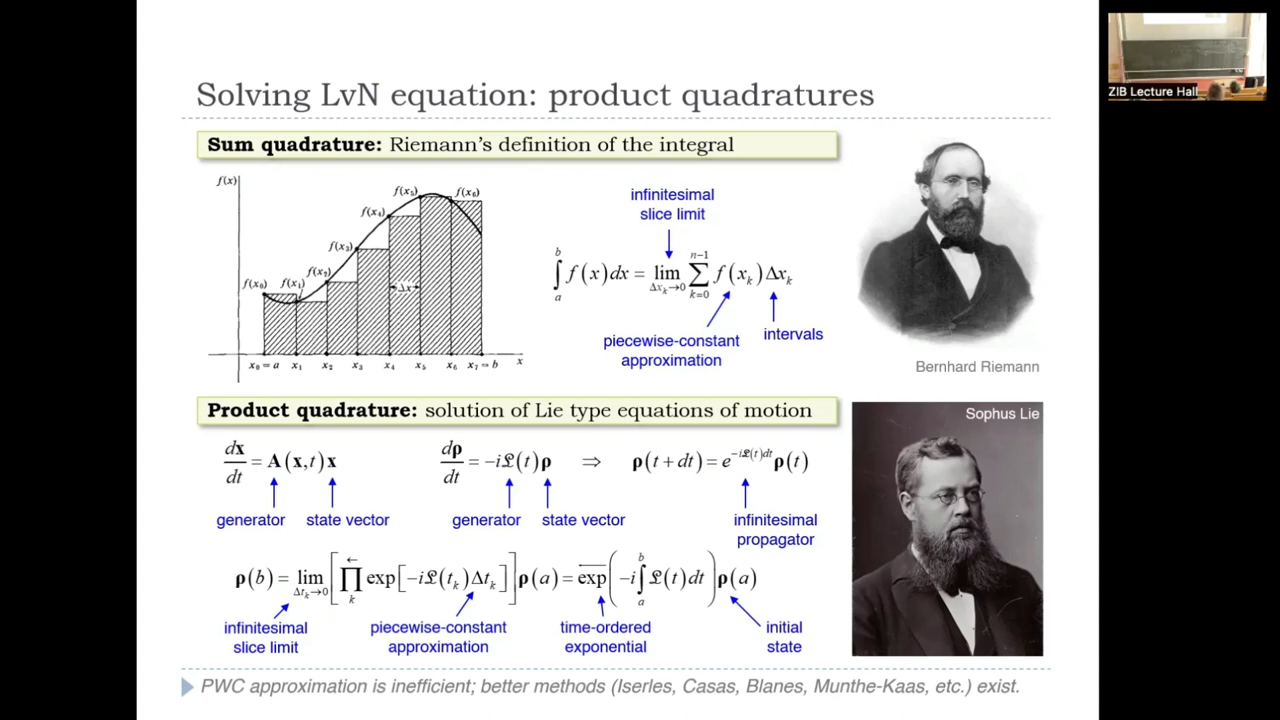 Solving LvN equation: product quadratures
ZIB Lecture Hall
Sum quadrature: Riemann's definition of the integral
f(x)
f(x₀) f(x₁) f(x₂) f(x₃) f(x₄) f(x₅) f(x₆)
Δx
x₀ = a x₁ x₂ x₃ x₄ x₅ x₆ x₇ = b x
infinitesimal
slice limit
∫ₐᵇ f(x)dx = lim_{Δxₖ→0} ∑_{k=0}^{n−1} f(xₖ)Δxₖ
piecewise-constant
approximation
intervals
Bernhard Riemann
Product quadrature: solution of Lie type equations of motion
Sophus Lie
dx/dt = A(x,t)x
generator
state vector
dρ/dt = −i𝔏(t)ρ ⇒ ρ(t+dt) = e^{−i𝔏(t)dt}ρ(t)
generator
state vector
infinitesimal
propagator
ρ(b) = lim_{Δtₖ→0} [∏ₖ^← exp[−i𝔏(tₖ)Δtₖ]] ρ(a) = exp(−i∫ₐᵇ 𝔏(t)dt) ρ(a)
infinitesimal
slice limit
piecewise-constant
approximation
time-ordered
exponential
initial
state
PWC approximation is inefficient; better methods (Iserles, Casas, Blanes, Munthe-Kaas, etc.) exist.